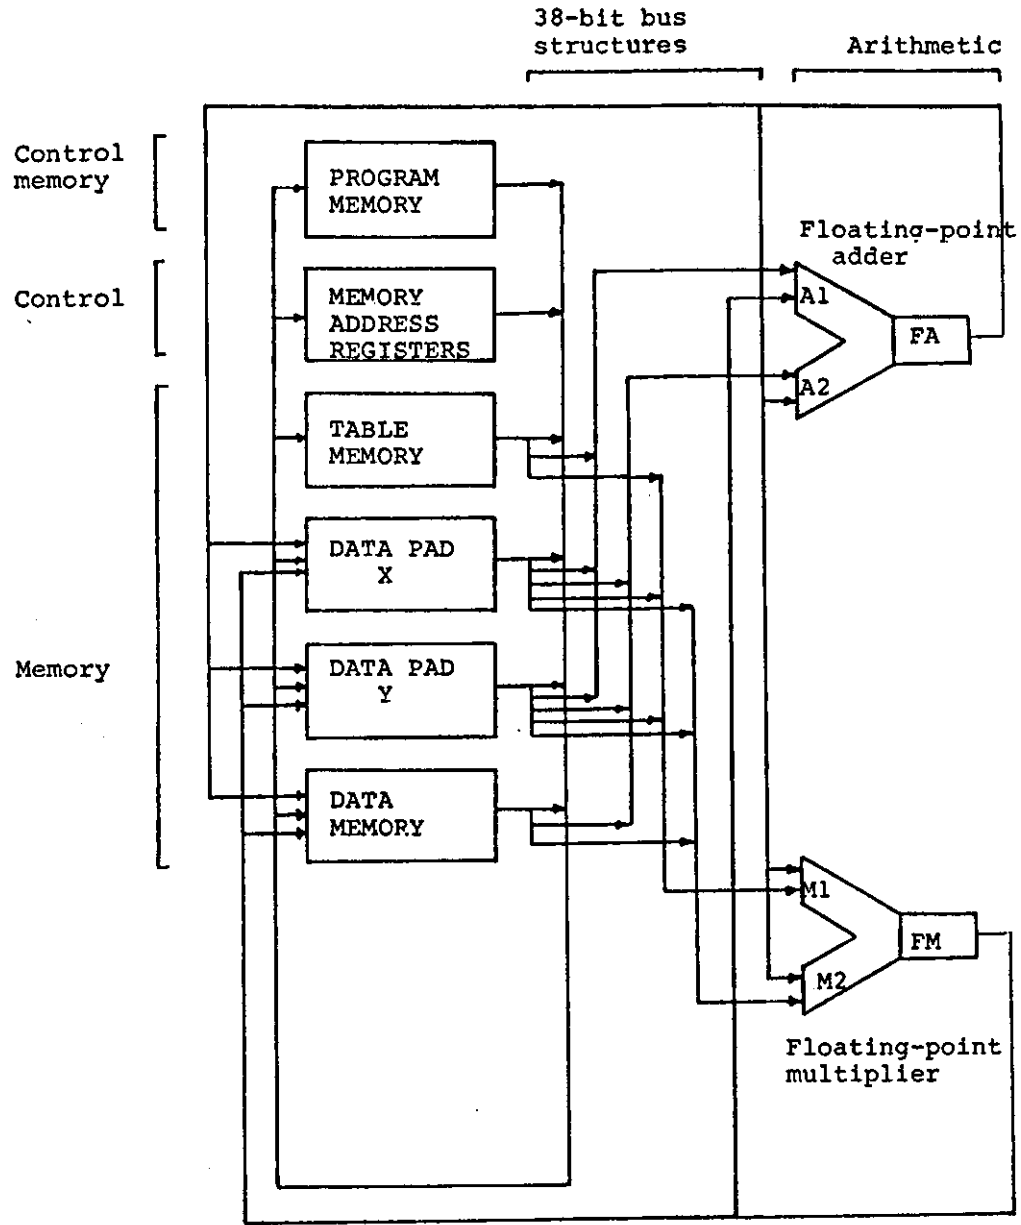 38-bit bus
structures
Arithmetic
Control
memory
PROGRAM
MEMORY
Floating-point
adder
Control
MEMORY
ADDRESS
REGISTERS
A1
FA
A2
TABLE
MEMORY
DATA PAD
X
Memory
DATA PAD
Y
DATA
MEMORY
M1
FM
M2
Floating-point
multiplier